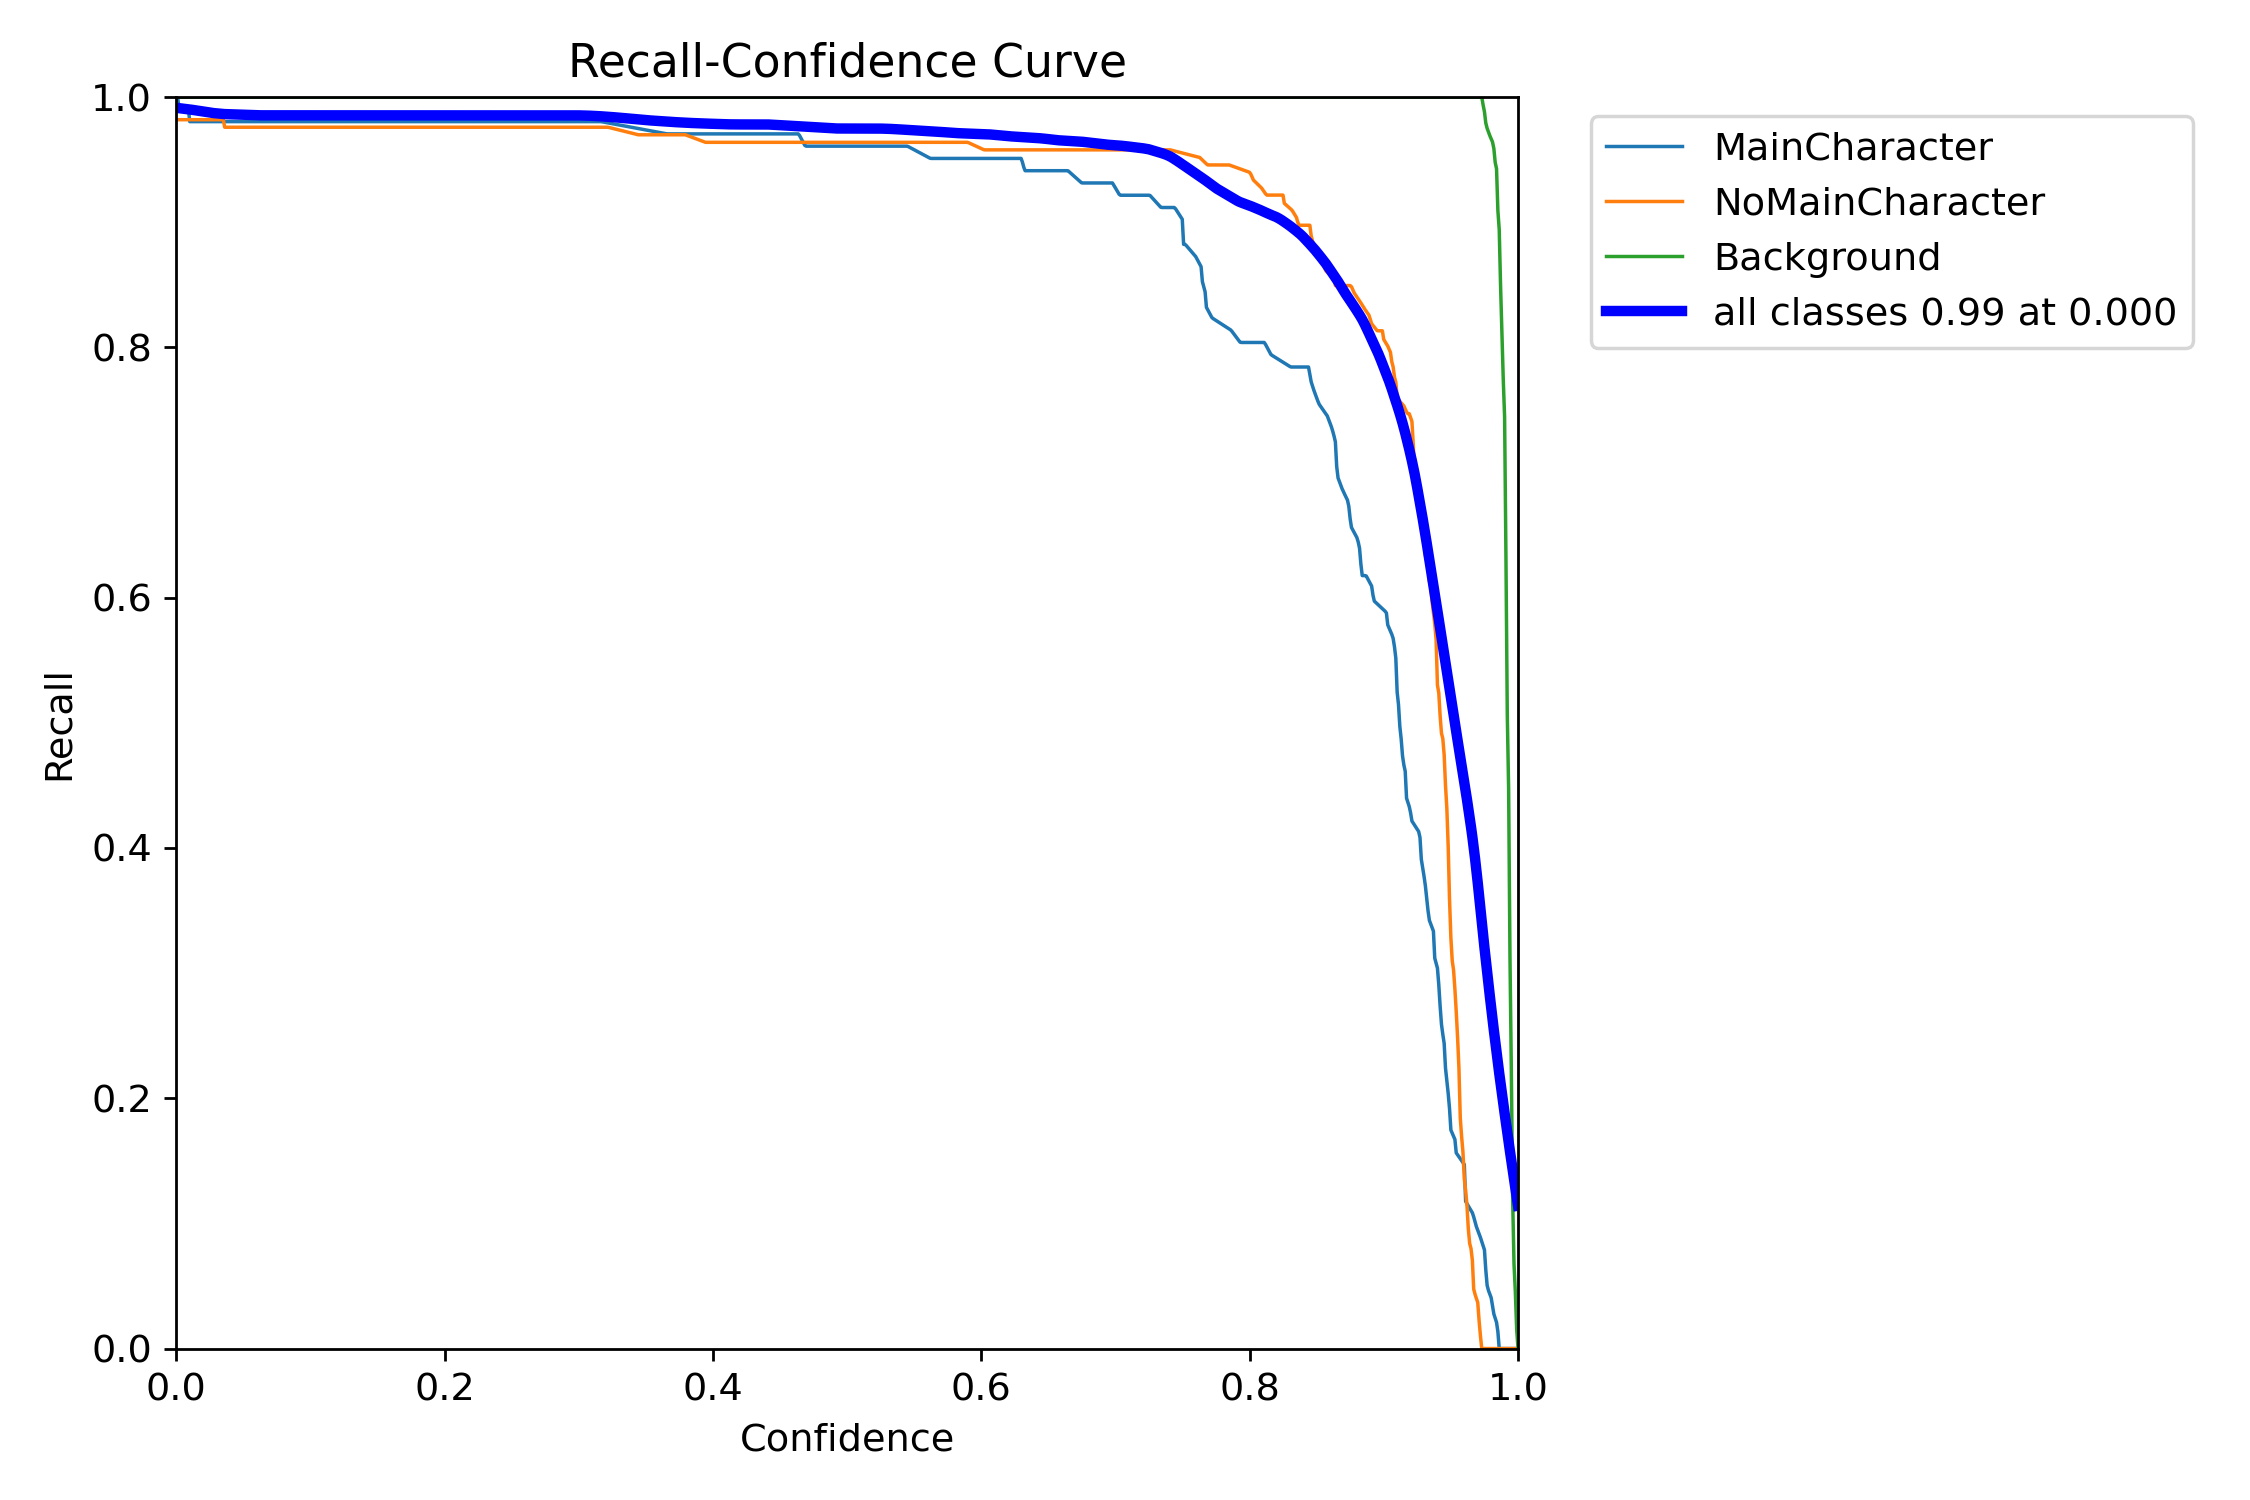 Recall-Confidence Curve
1.0
0.8
0.6
0.4
0.2
0.0
Recall
0.0 0.2 0.4 0.6 0.8 1.0
Confidence
MainCharacter
NoMainCharacter
Background
all classes 0.99 at 0.000